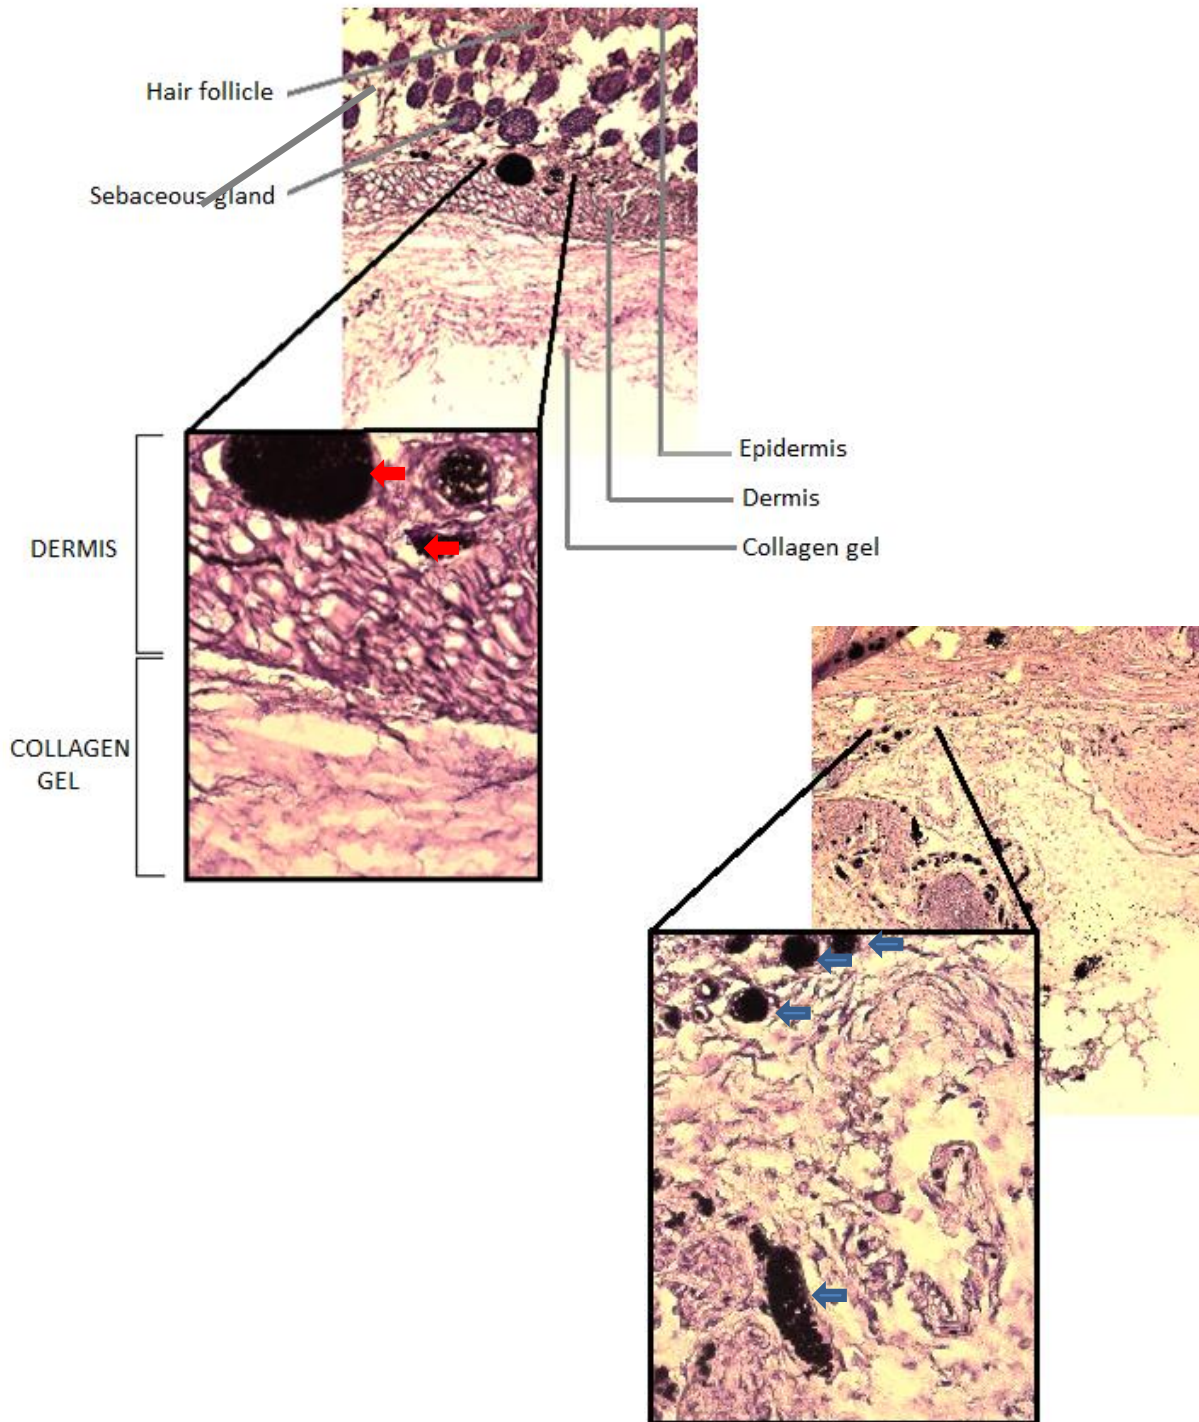 Hair follicle
Sebaceous gland
Epidermis
Dermis
Collagen gel
DERMIS
COLLAGEN
GEL